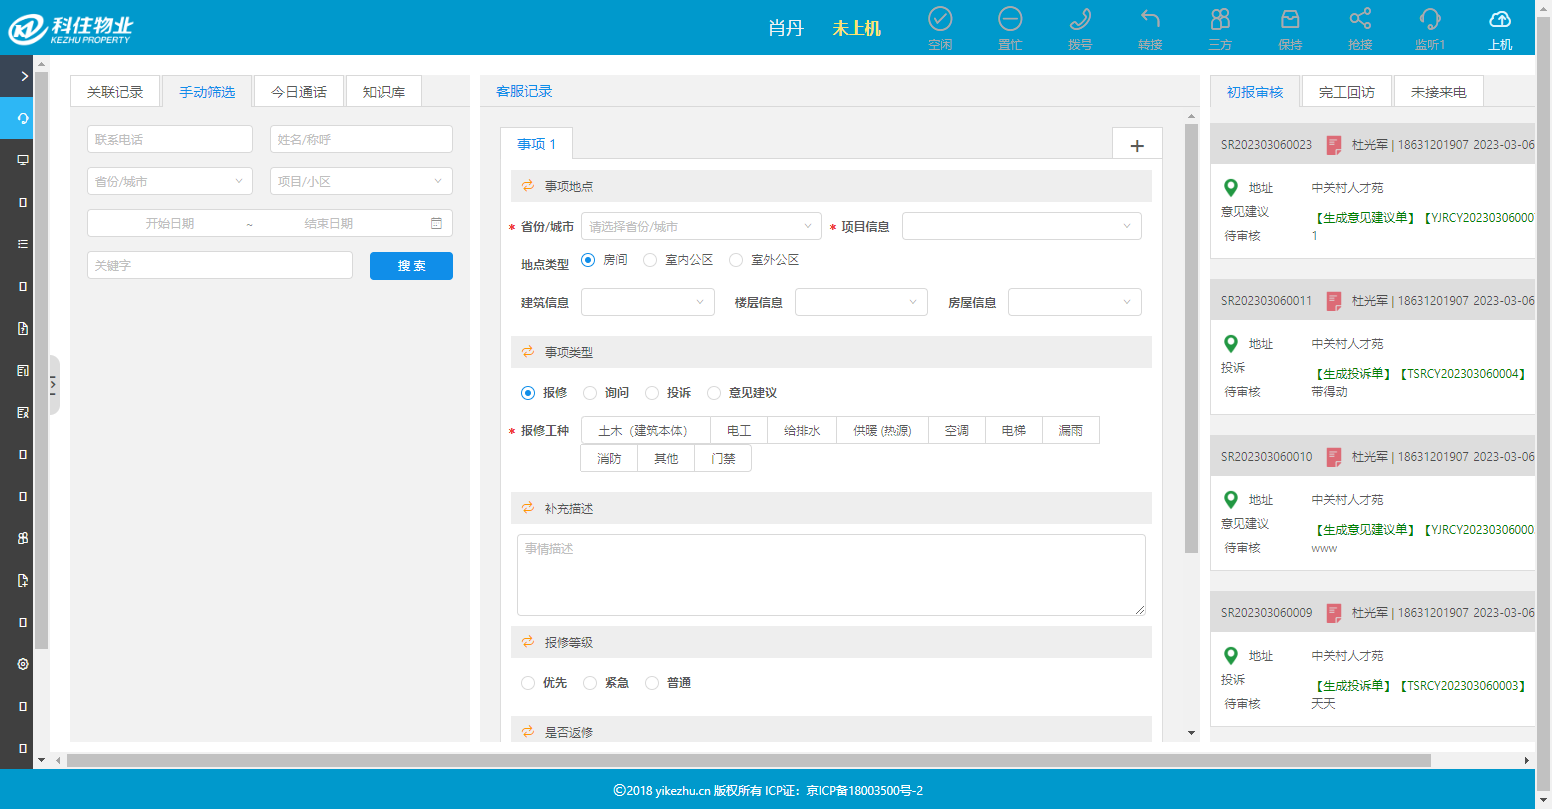 科住物业
KEZHU PROPERTY
肖丹 未上机
空闲 置忙 拨号 转接 三方 保持 抢接 监听1 上机
关联记录 手动筛选 今日通话 知识库
联系电话 姓名/称呼
省份/城市 项目/小区
开始日期 ~ 结束日期
关键字 搜 索
客服记录
事项 1 +
事项地点
* 省份/城市 请选择省份/城市 * 项目信息
地点类型 房间 室内公区 室外公区
建筑信息 楼层信息 房屋信息
事项类型
报修 询问 投诉 意见建议
* 报修工种 土木（建筑本体） 电工 给排水 供暖 (热源) 空调 电梯 漏雨
消防 其他 门禁
补充描述
事情描述
报修等级
优先 紧急 普通
是否返修
初报审核 完工回访 未接来电
SR202303060023 杜光军 | 18631201907 2023-03-06
地址 中关村人才苑
意见建议 【生成意见建议单】【YJRCY2023030600
待审核 1
SR202303060011 杜光军 | 18631201907 2023-03-06
地址 中关村人才苑
投诉 【生成投诉单】【TSRCY202303060004】
待审核 带得动
SR202303060010 杜光军 | 18631201907 2023-03-06
地址 中关村人才苑
意见建议 【生成意见建议单】【YJRCY2023030600
待审核 www
SR202303060009 杜光军 | 18631201907 2023-03-06
地址 中关村人才苑
投诉 【生成投诉单】【TSRCY202303060003】
待审核 天天
©2018 yikezhu.cn 版权所有 ICP证：京ICP备18003500号-2